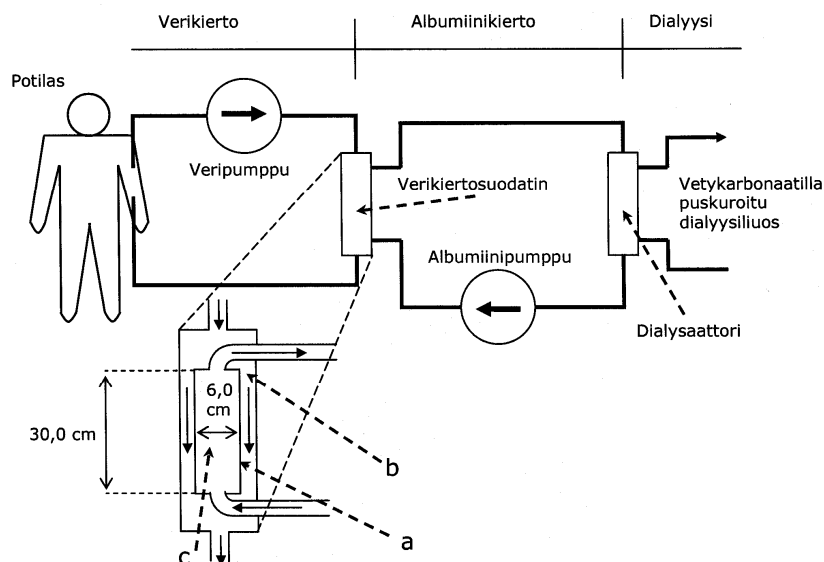 Verikierto
Albumiinikierto
Dialyysi
Potilas
Veripumppu
Verikiertosuodatin
Vetykarbonaatilla
puskuroitu
dialyysiliuos
Albumiinipumppu
Dialysaattori
6,0
cm
30,0 cm
b
a
c